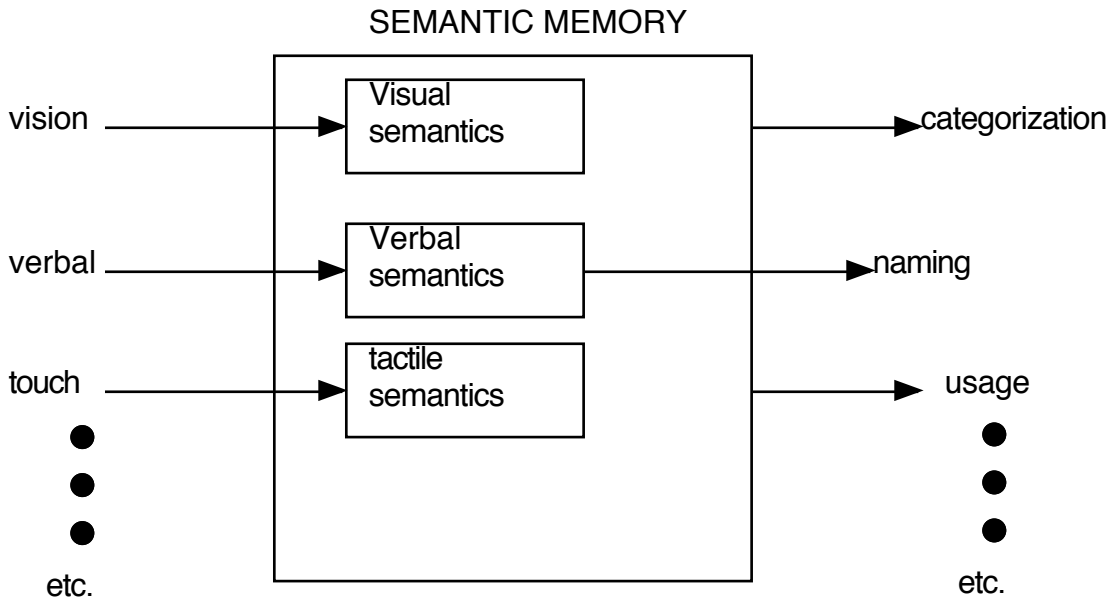 SEMANTIC MEMORY
vision
Visual
semantics
categorization
verbal
Verbal
semantics
naming
touch
tactile
semantics
usage
etc.
etc.